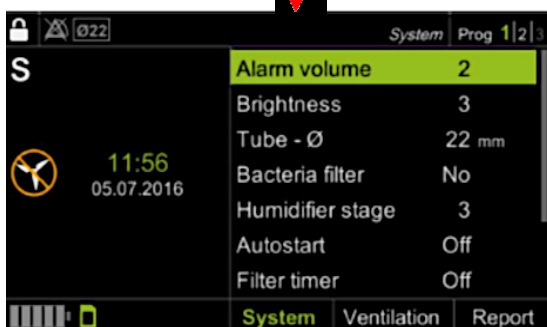 Ø22 System Prog 1 2 3
S
Alarm volume 2
Brightness 3
Tube - Ø 22 mm
11:56
05.07.2016
Bacteria filter No
Humidifier stage 3
Autostart Off
Filter timer Off
System Ventilation Report